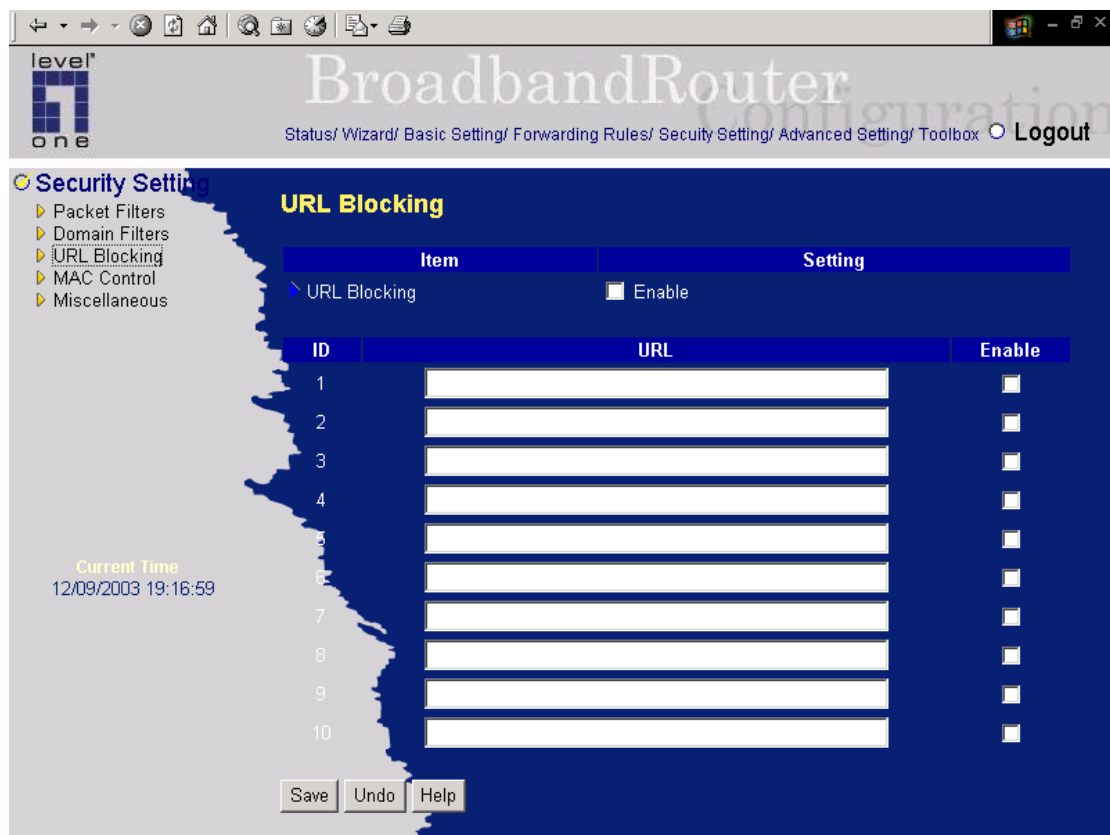 level
one
BroadbandRouter
Configuration
Status/ Wizard/ Basic Setting/ Forwarding Rules/ Secuity Setting/ Advanced Setting/ Toolbox Logout
Security Setting
Packet Filters
Domain Filters
URL Blocking
MAC Control
Miscellaneous
Current Time
12/09/2003 19:16:59
URL Blocking
Item Setting
URL Blocking Enable
ID URL Enable
1
2
3
4
5
6
7
8
9
10
Save Undo Help